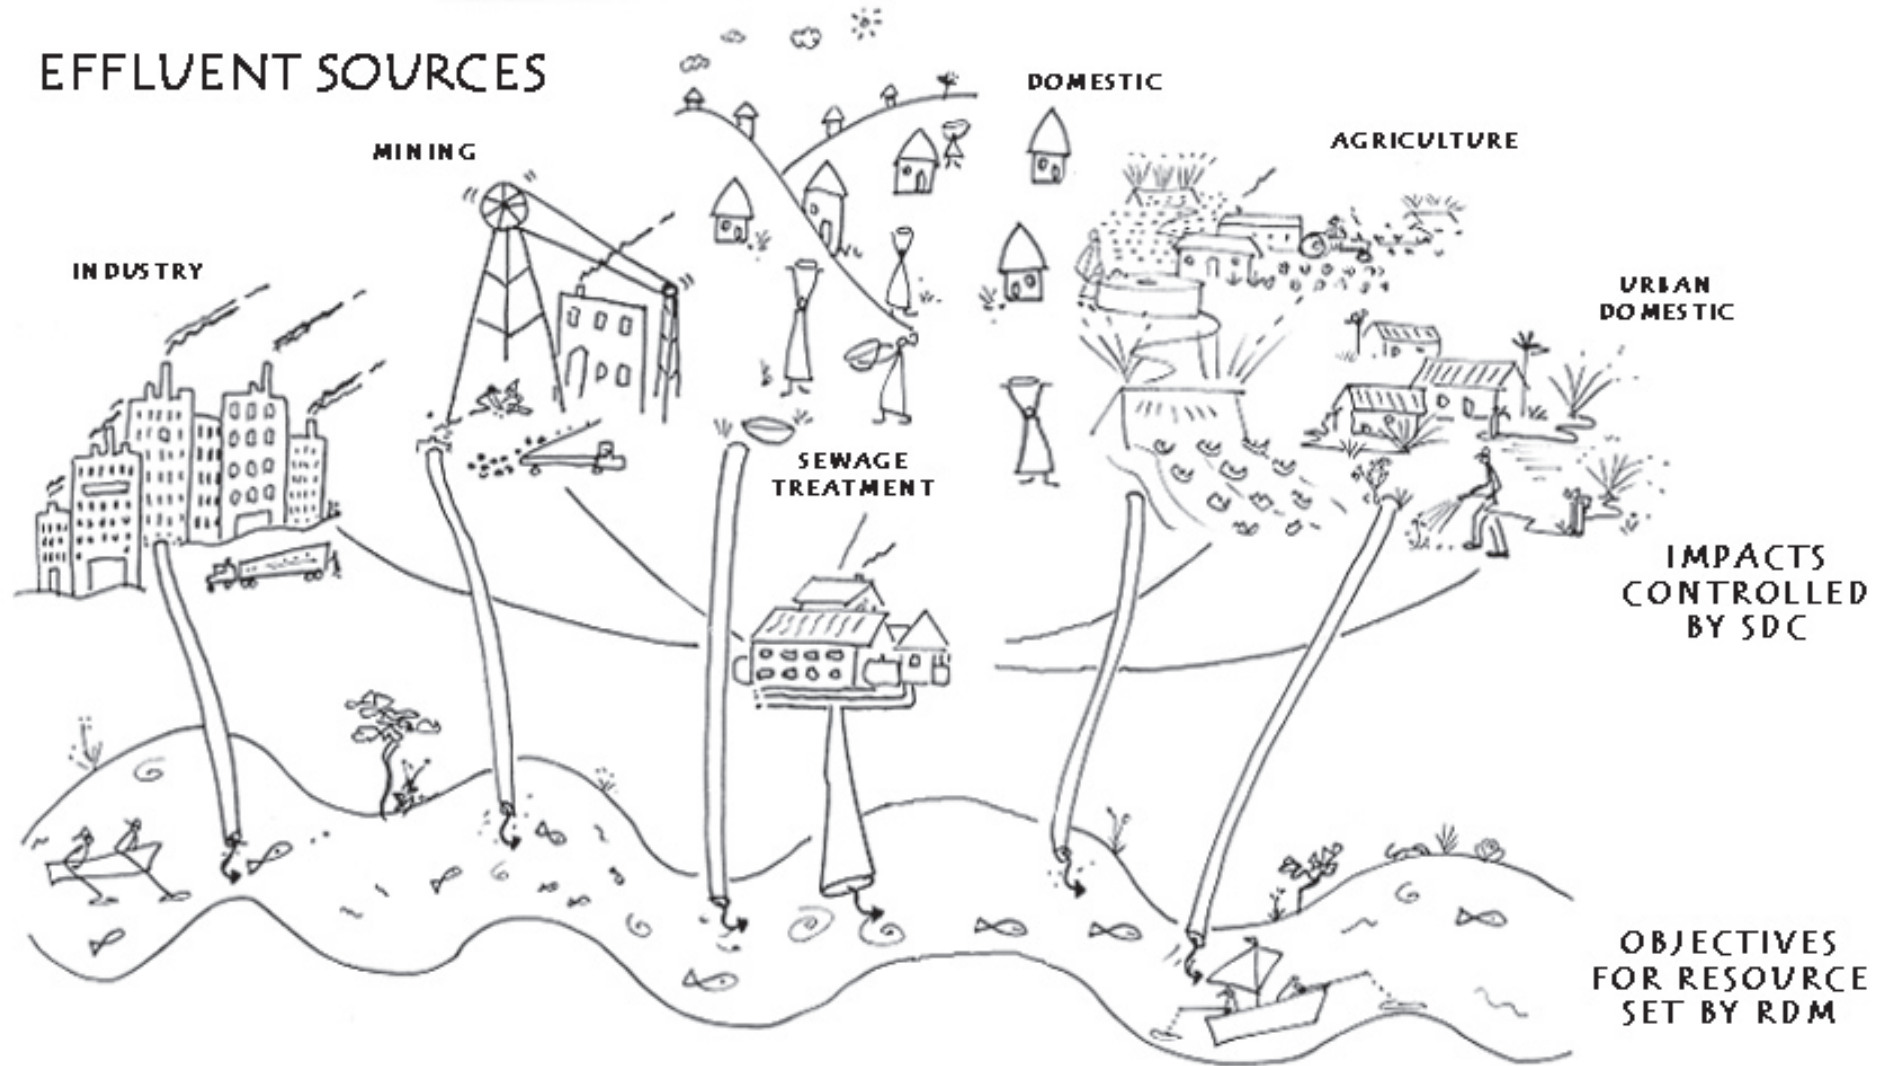 EFFLUENT SOURCES
DOMESTIC
MINING
AGRICULTURE
INDUSTRY
URBAN
DOMESTIC
SEWAGE
TREATMENT
IMPACTS
CONTROLLED
BY SDC
OBJECTIVES
FOR RESOURCE
SET BY RDM